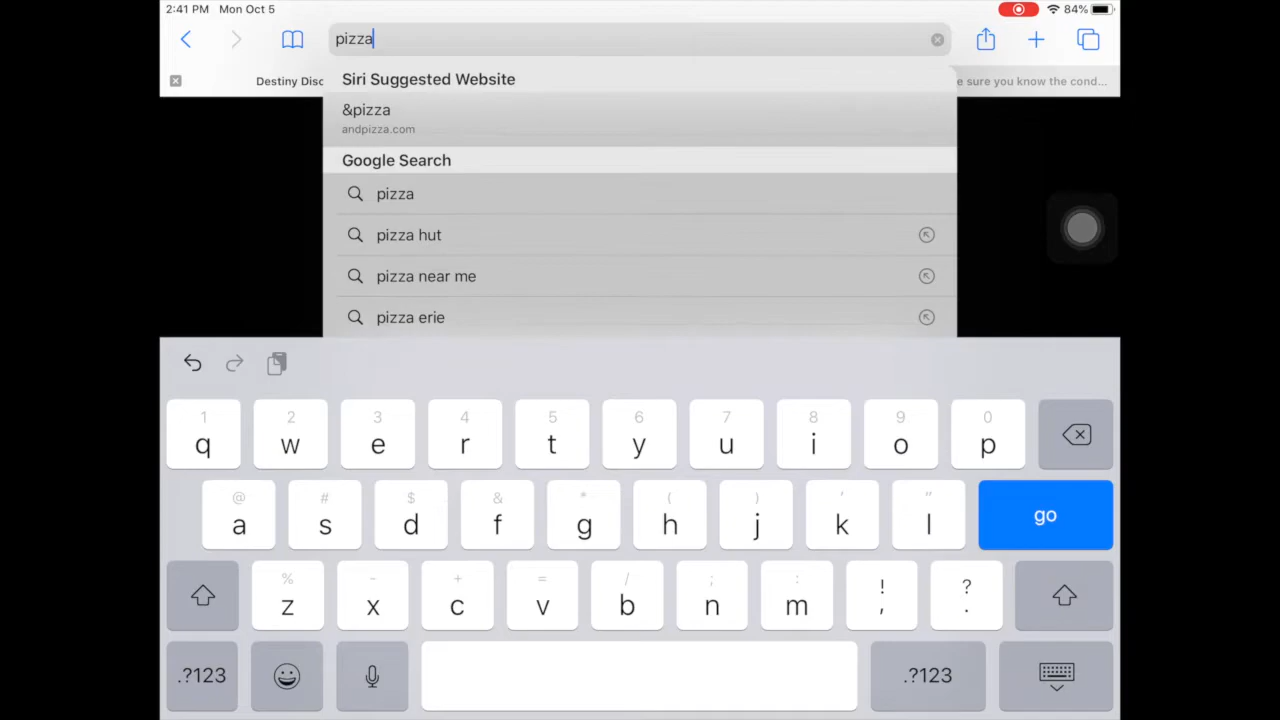 2:41 PM Mon Oct 5 84%
pizza
Destiny Disc e sure you know the cond...
Siri Suggested Website
&pizza
andpizza.com
Google Search
pizza
pizza hut
pizza near me
pizza erie
1 2 3 4 5 6 7 8 9 0
q w e r t y u i o p
@ # $ & * ( ) ' "
a s d f g h j k l go
% - + = / ; : ! ?
z x c v b n m , .
.?123 .?123